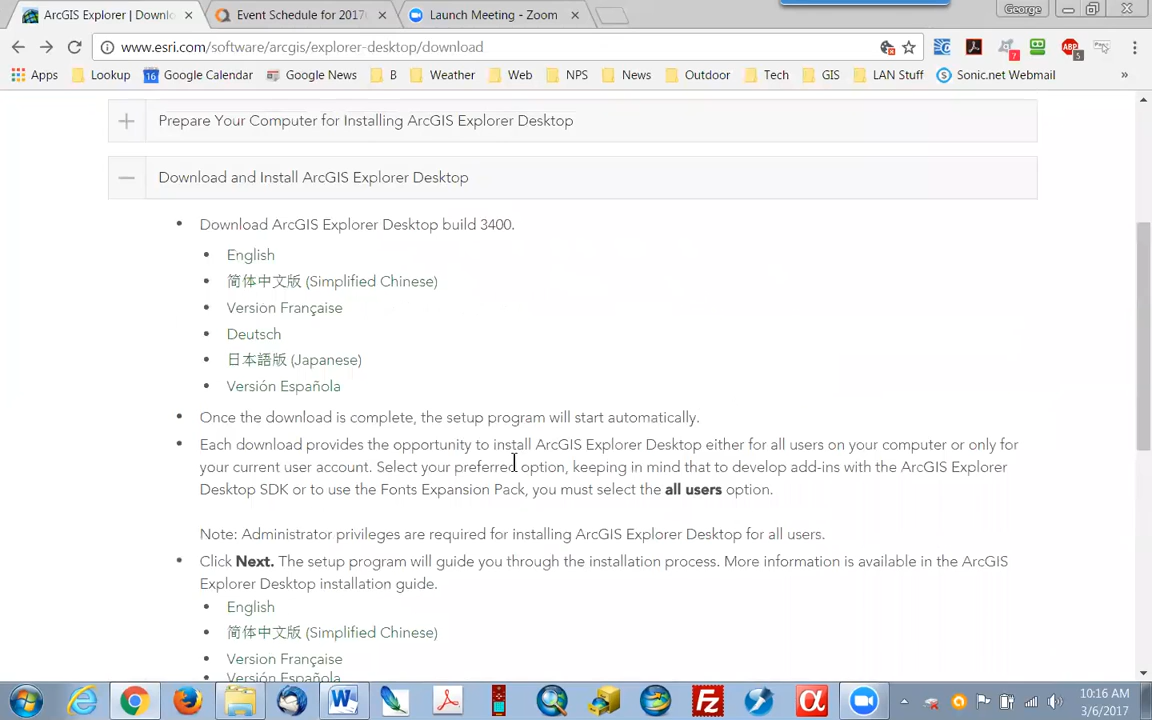 ArcGIS Explorer | Downlo
Event Schedule for 2017
Launch Meeting - Zoom
George
www.esri.com/software/arcgis/explorer-desktop/download
ABP
7
5
Apps
Lookup
16
Google Calendar
Google News
B
Weather
Web
NPS
News
Outdoor
Tech
GIS
LAN Stuff
S
Sonic.net Webmail
»
Prepare Your Computer for Installing ArcGIS Explorer Desktop
Download and Install ArcGIS Explorer Desktop
• Download ArcGIS Explorer Desktop build 3400.
• English
• 简体中文版 (Simplified Chinese)
• Version Française
• Deutsch
• 日本語版 (Japanese)
• Versión Española
• Once the download is complete, the setup program will start automatically.
• Each download provides the opportunity to install ArcGIS Explorer Desktop either for all users on your computer or only for
your current user account. Select your preferred option, keeping in mind that to develop add-ins with the ArcGIS Explorer
Desktop SDK or to use the Fonts Expansion Pack, you must select the all users option.
Note: Administrator privileges are required for installing ArcGIS Explorer Desktop for all users.
• Click Next. The setup program will guide you through the installation process. More information is available in the ArcGIS
Explorer Desktop installation guide.
• English
• 简体中文版 (Simplified Chinese)
• Version Française
Versión Española
W
Fz
α
10:16 AM
3/6/2017